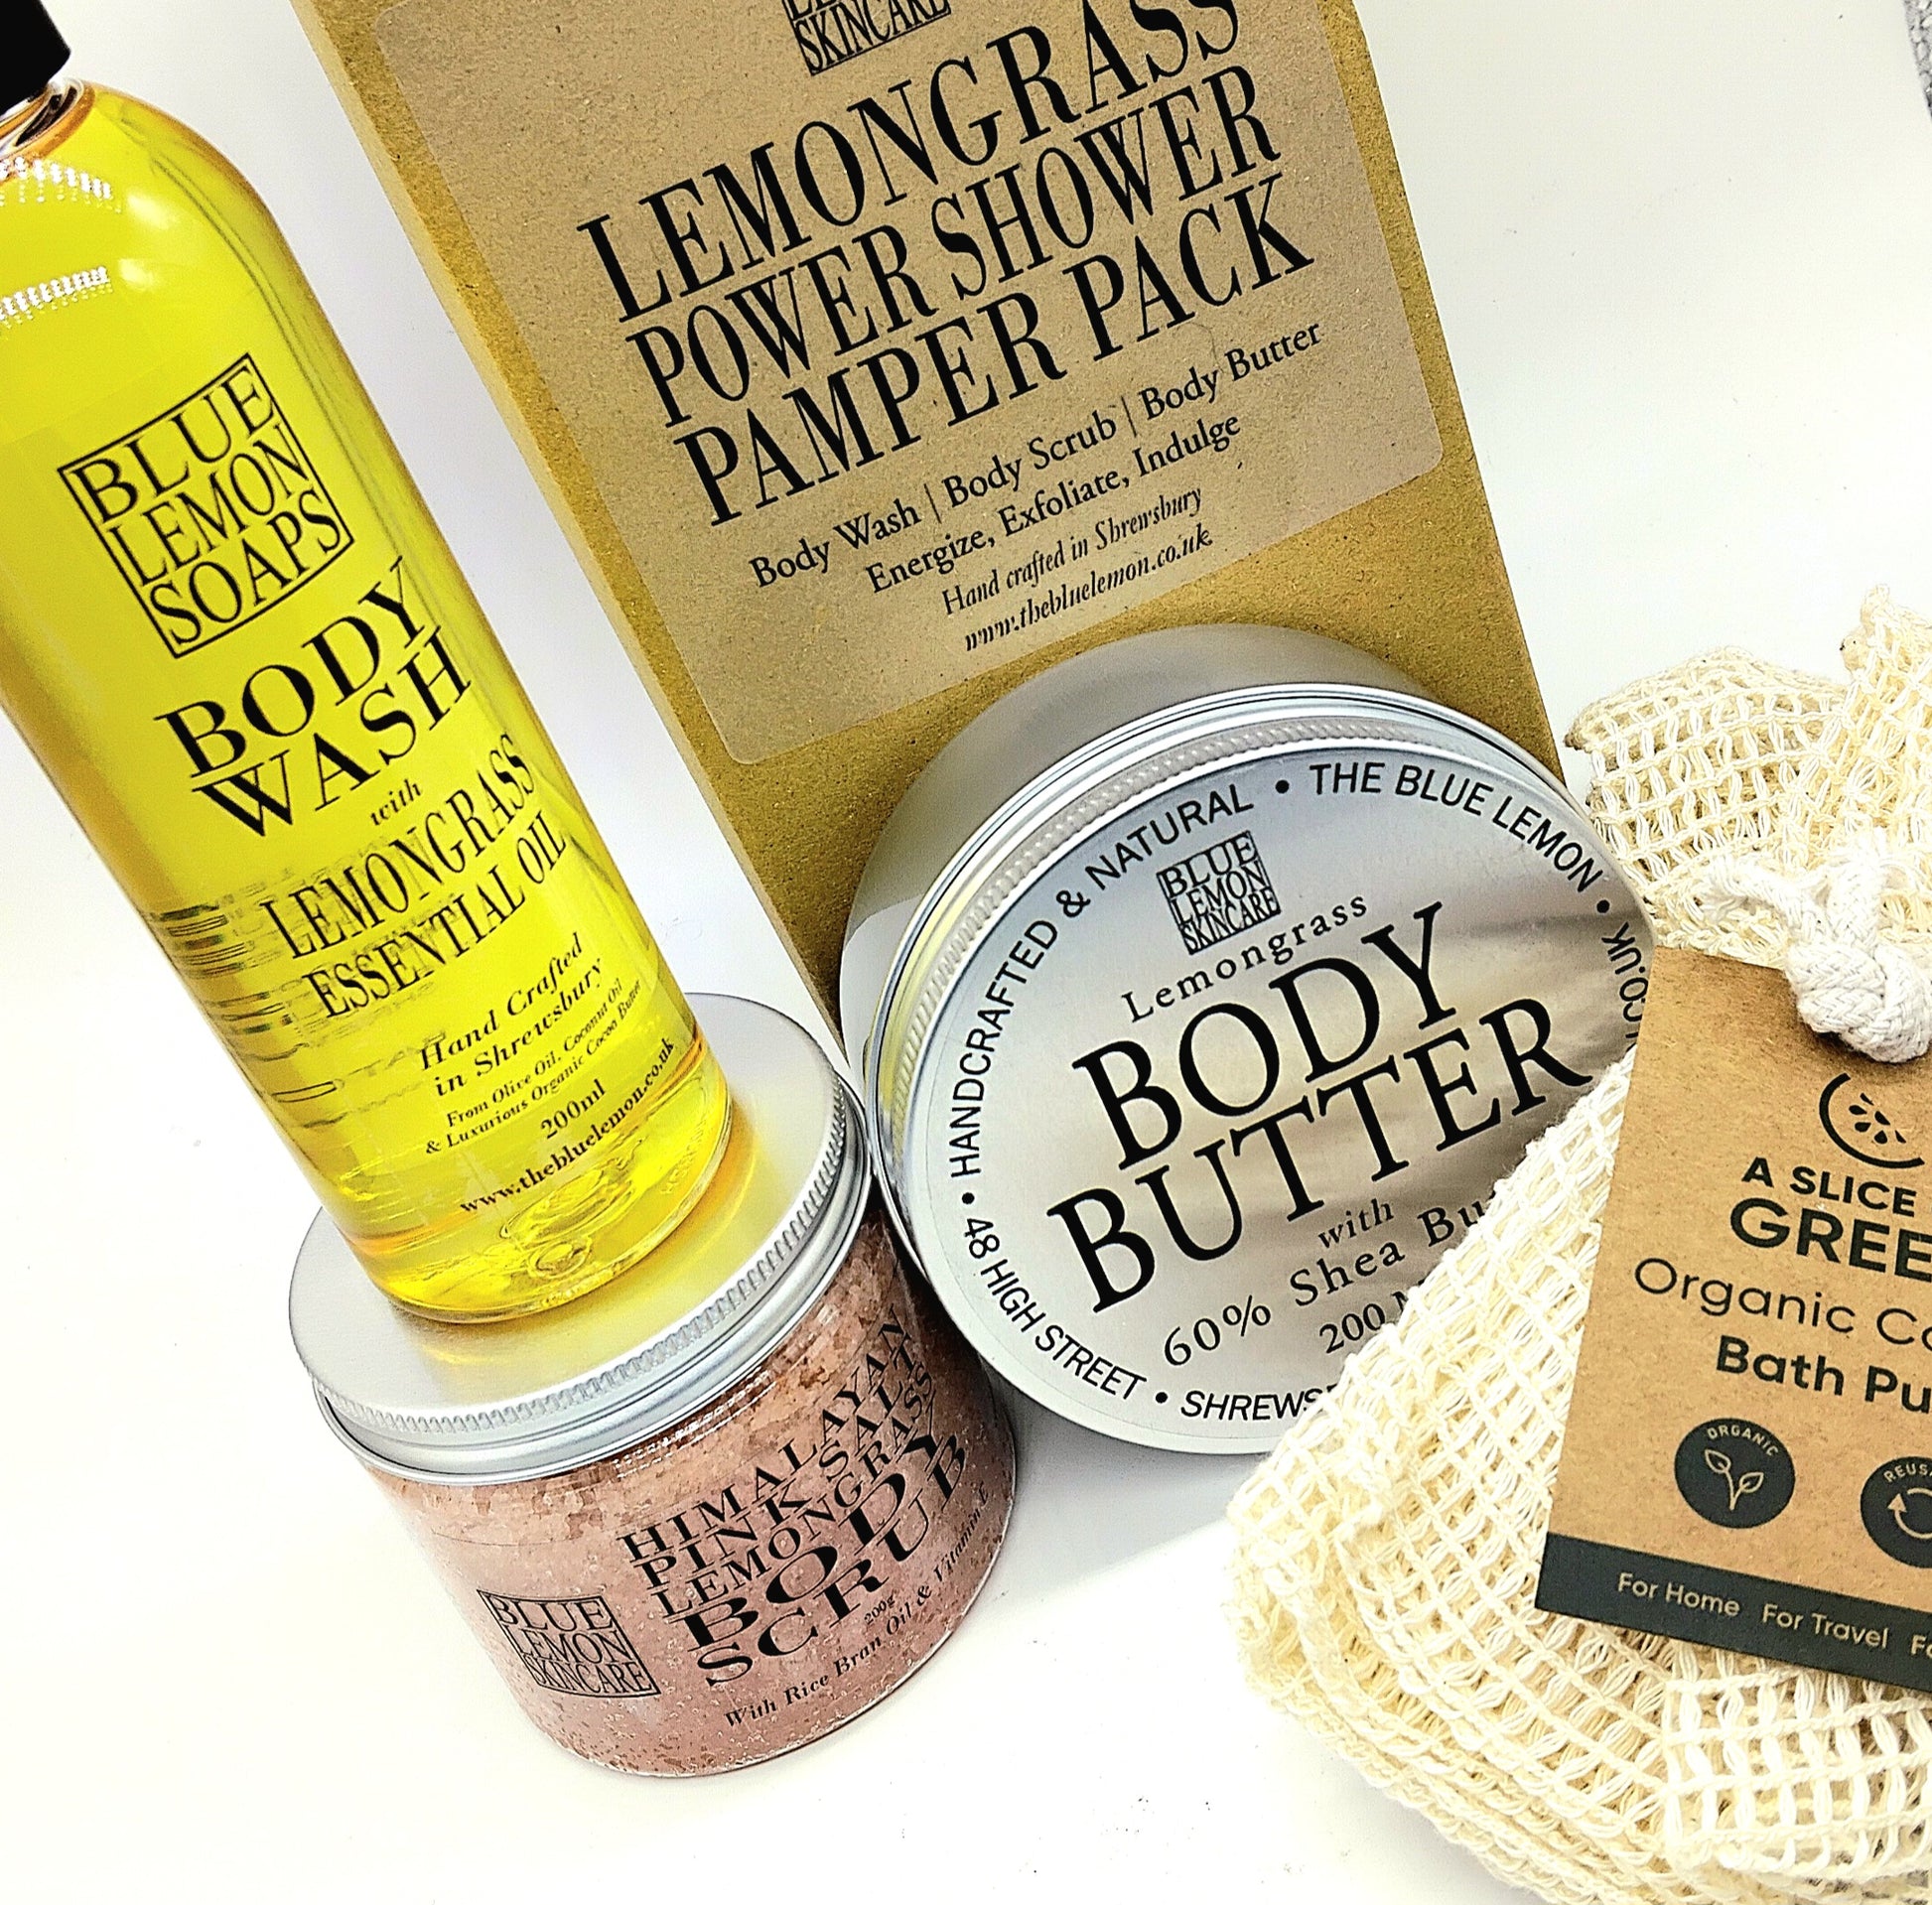 SKINCARE
LEMONGRASS
POWER SHOWER
PAMPER PACK
Body Wash | Body Scrub | Body Butter
Energize, Exfoliate, Indulge
Hand crafted in Shrewsbury
www.thebluelemon.co.uk
BLUE
LEMON
SOAPS
BODY
WASH
with
LEMONGRASS
ESSENTIAL OIL
Hand Crafted
in Shrewsbury
From Olive Oil, Coconut Oil
& Luxurious Organic Cocoa Butter
200ml
www.thebluelemon.co.uk
• HANDCRAFTED & NATURAL • THE BLUE LEMON •
BLUE
LEMON
SKINCARE
Lemongrass
BODY
BUTTER
with
60% Shea
200
• 48 HIGH STREET •
BLUE
LEMON
SKINCARE
HIMALAYAN
PINK SALT
LEMONGRASS
BODY
SCRUB
200g
With Rice Bran Oil & Vitamin E
A SLICE
Organic
Bath
ORGANIC
For Home For Travel